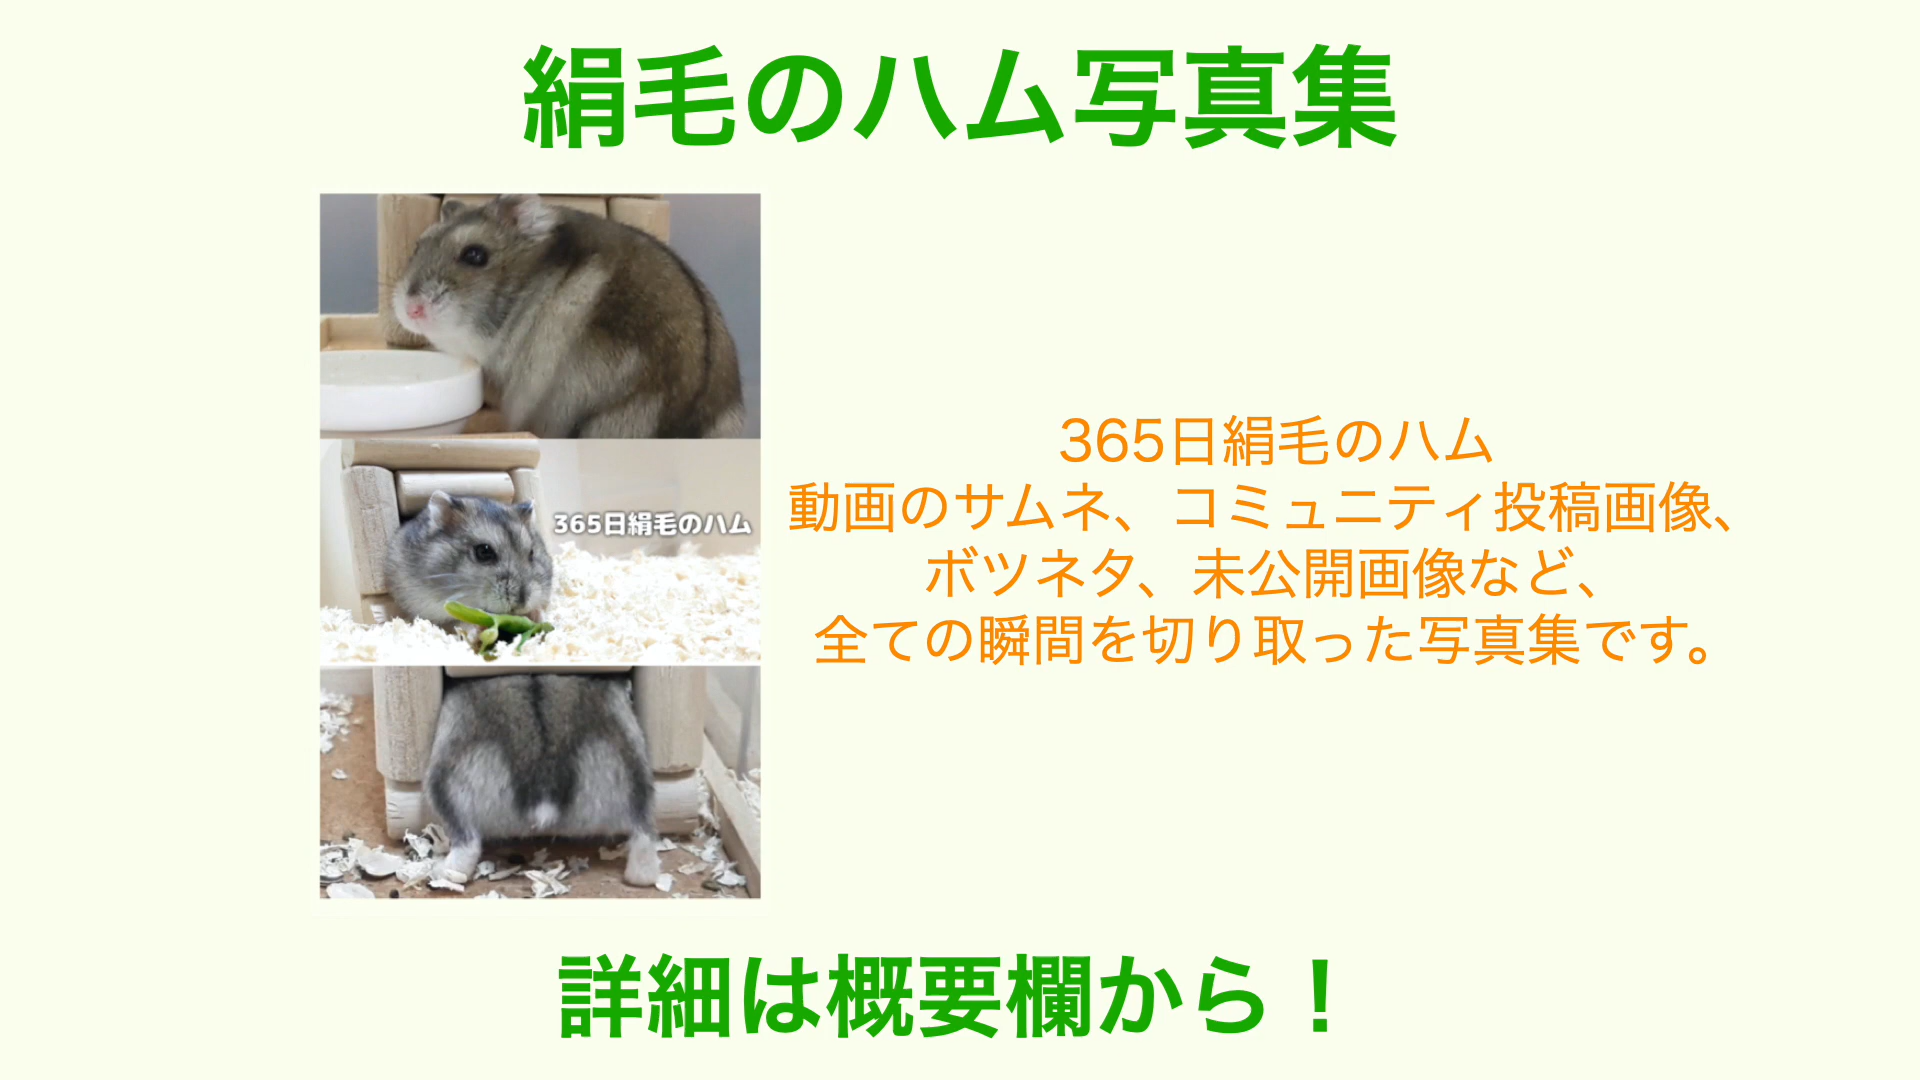 絹毛のハム写真集
365日絹毛のハム
365日絹毛のハム
動画のサムネ、コミュニティ投稿画像、
ボツネタ、未公開画像など、
全ての瞬間を切り取った写真集です。
詳細は概要欄から！